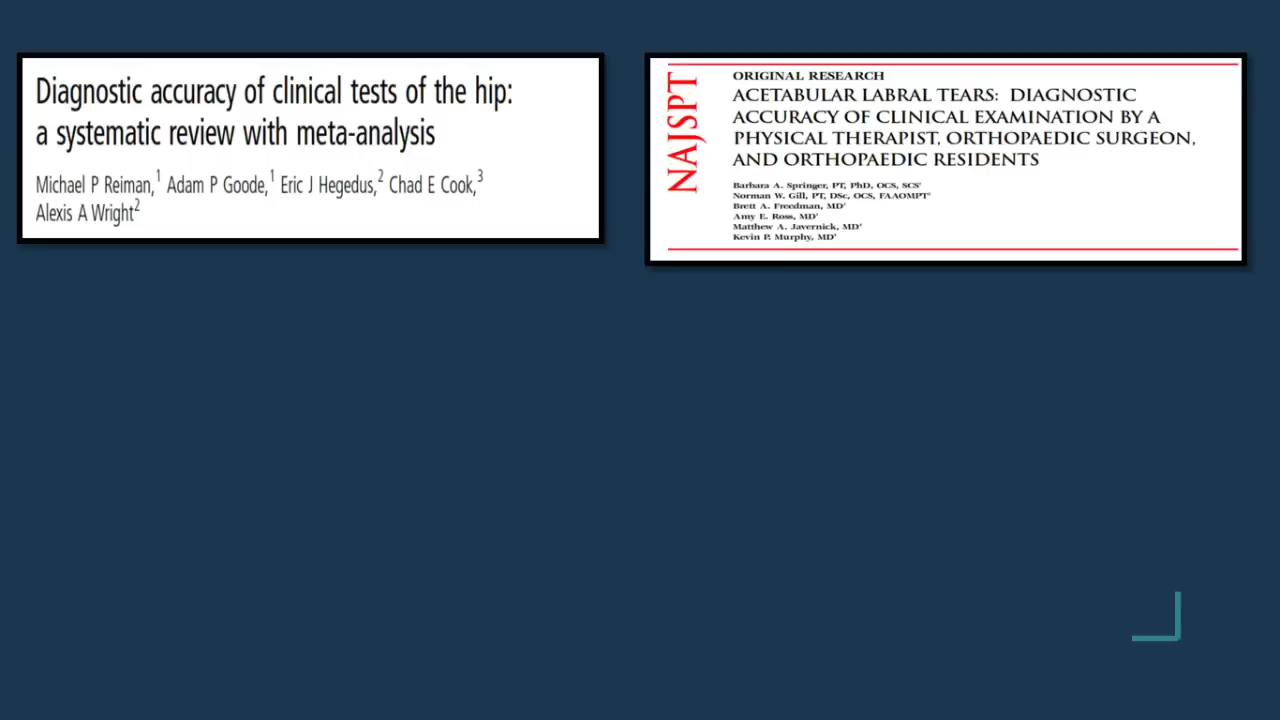 Diagnostic accuracy of clinical tests of the hip:
a systematic review with meta-analysis
Michael P Reiman,¹ Adam P Goode,¹ Eric J Hegedus,² Chad E Cook,³
Alexis A Wright²
NAJSPT
ORIGINAL RESEARCH
ACETABULAR LABRAL TEARS: DIAGNOSTIC
ACCURACY OF CLINICAL EXAMINATION BY A
PHYSICAL THERAPIST, ORTHOPAEDIC SURGEON,
AND ORTHOPAEDIC RESIDENTS
Barbara A. Springer, PT, PhD, OCS, SCS
Norman W. Gill, PT, DSc, OCS, FAAOMPT
Brett A. Freedman, MD
Amy E. Ross, MD
Matthew A. Javernick, MD
Kevin P. Murphy, MD